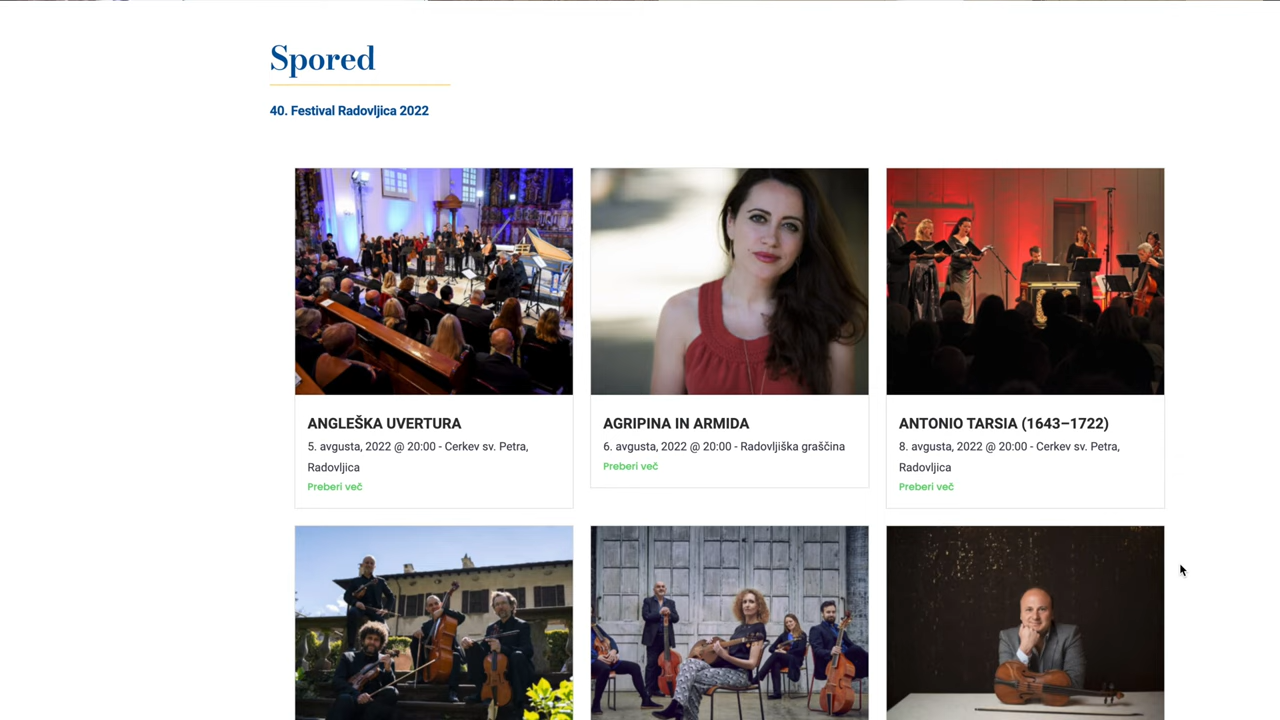 Spored
40. Festival Radovljica 2022
ANGLEŠKA UVERTURA
5. avgusta, 2022 @ 20:00 - Cerkev sv. Petra,
Radovljica
Preberi več
AGRIPINA IN ARMIDA
6. avgusta, 2022 @ 20:00 - Radovljiška graščina
Preberi več
ANTONIO TARSIA (1643–1722)
8. avgusta, 2022 @ 20:00 - Cerkev sv. Petra,
Radovljica
Preberi več